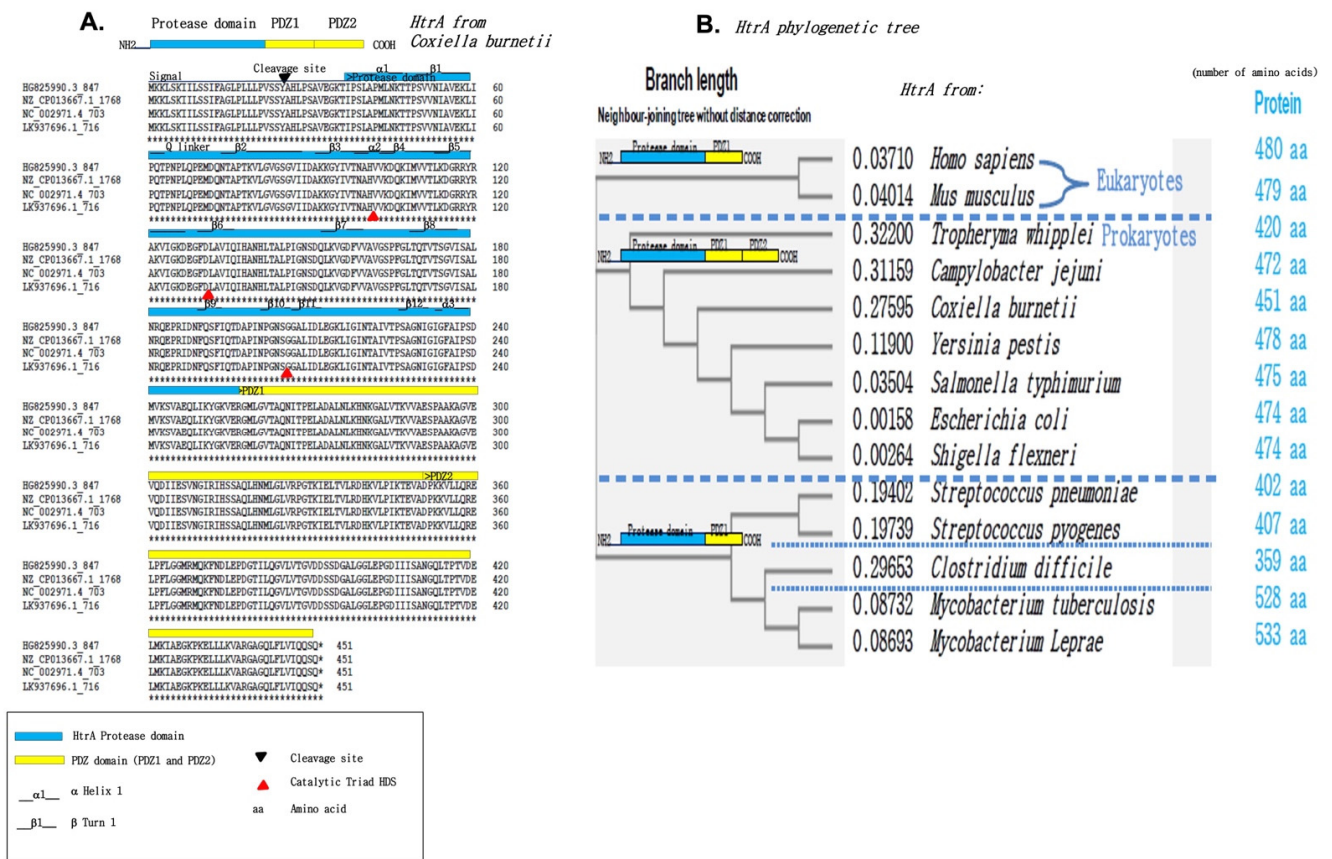 A.
Protease domain PDZ1 PDZ2
HtrA from
Coxiella burnetii
NH2 COOH
Cleavage site
Signal >Protease domain α1 β1
HG825990.3_847 MKKLSKIILSSIFAGLPLLLPVSSYAHLPSAVEGKTIPSLAPMLNKTTPSVVNIAVEKLI 60
NZ_CP013667.1_1768 MKKLSKIILSSIFAGLPLLLPVSSYAHLPSAVEGKTIPSLAPMLNKTTPSVVNIAVEKLI 60
NC_002971.4_703 MKKLSKIILSSIFAGLPLLLPVSSYAHLPSAVEGKTIPSLAPMLNKTTPSVVNIAVEKLI 60
LK937696.1_716 MKKLSKIILSSIFAGLPLLLPVSSYAHLPSAVEGKTIPSLAPMLNKTTPSVVNIAVEKLI 60
************************************************************
Q linker β2 β3 α2 β4 β5
HG825990.3_847 PQTPNPLQPEMDQNTAPTKVLGVGSGVIIDAKKGYIVTNAHVVKDQKIMVVTLKDGRRYR 120
NZ_CP013667.1_1768 PQTPNPLQPEMDQNTAPTKVLGVGSGVIIDAKKGYIVTNAHVVKDQKIMVVTLKDGRRYR 120
NC_002971.4_703 PQTPNPLQPEMDQNTAPTKVLGVGSGVIIDAKKGYIVTNAHVVKDQKIMVVTLKDGRRYR 120
LK937696.1_716 PQTPNPLQPEMDQNTAPTKVLGVGSGVIIDAKKGYIVTNAHVVKDQKIMVVTLKDGRRYR 120
************************************************************
β6 β7 β8
HG825990.3_847 AKVIGKDEGFDLAVIQIHANHLTALPIGNSDQLKVGDFVVAVGSPFGLTQTVTSGVISAL 180
NZ_CP013667.1_1768 AKVIGKDEGFDLAVIQIHANHLTALPIGNSDQLKVGDFVVAVGSPFGLTQTVTSGVISAL 180
NC_002971.4_703 AKVIGKDEGFDLAVIQIHANHLTALPIGNSDQLKVGDFVVAVGSPFGLTQTVTSGVISAL 180
LK937696.1_716 AKVIGKDEGFDLAVIQIHANHLTALPIGNSDQLKVGDFVVAVGSPFGLTQTVTSGVISAL 180
************************************************************
β9 β10 β11 β12 α3
HG825990.3_847 NRQEPRIDNFQSFIQTDAPINPGNSGGALIDLEGKLIGINTAIVTPSAGNIGIGFAIPSD 240
NZ_CP013667.1_1768 NRQEPRIDNFQSFIQTDAPINPGNSGGALIDLEGKLIGINTAIVTPSAGNIGIGFAIPSD 240
NC_002971.4_703 NRQEPRIDNFQSFIQTDAPINPGNSGGALIDLEGKLIGINTAIVTPSAGNIGIGFAIPSD 240
LK937696.1_716 NRQEPRIDNFQSFIQTDAPINPGNSGGALIDLEGKLIGINTAIVTPSAGNIGIGFAIPSD 240
************************************************************
>PDZ1
HG825990.3_847 MVKSVAEQLIKYGKVERGMLGVTAQNITPELADALNLKHNKGALVTKVVAESPAAKAGVE 300
NZ_CP013667.1_1768 MVKSVAEQLIKYGKVERGMLGVTAQNITPELADALNLKHNKGALVTKVVAESPAAKAGVE 300
NC_002971.4_703 MVKSVAEQLIKYGKVERGMLGVTAQNITPELADALNLKHNKGALVTKVVAESPAAKAGVE 300
LK937696.1_716 MVKSVAEQLIKYGKVERGMLGVTAQNITPELADALNLKHNKGALVTKVVAESPAAKAGVE 300
************************************************************
>PDZ2
HG825990.3_847 VQDIIESVNGIRIHSSAQLHNMLGLVRPGTKIELTVLRDHKVLPIKTEVADPKKVLLQRE 360
NZ_CP013667.1_1768 VQDIIESVNGIRIHSSAQLHNMLGLVRPGTKIELTVLRDHKVLPIKTEVADPKKVLLQRE 360
NC_002971.4_703 VQDIIESVNGIRIHSSAQLHNMLGLVRPGTKIELTVLRDHKVLPIKTEVADPKKVLLQRE 360
LK937696.1_716 VQDIIESVNGIRIHSSAQLHNMLGLVRPGTKIELTVLRDHKVLPIKTEVADPKKVLLQRE 360
************************************************************
HG825990.3_847 LPFLGGMRMQKFNDLEPDGTILQGVLVTGVDDSSDGALGGLEPGDIIISANGQLTPTVDE 420
NZ_CP013667.1_1768 LPFLGGMRMQKFNDLEPDGTILQGVLVTGVDDSSDGALGGLEPGDIIISANGQLTPTVDE 420
NC_002971.4_703 LPFLGGMRMQKFNDLEPDGTILQGVLVTGVDDSSDGALGGLEPGDIIISANGQLTPTVDE 420
LK937696.1_716 LPFLGGMRMQKFNDLEPDGTILQGVLVTGVDDSSDGALGGLEPGDIIISANGQLTPTVDE 420
************************************************************
HG825990.3_847 LMKIAEGKPKELLLKVARGAGQLFLVIQQSQ* 451
NZ_CP013667.1_1768 LMKIAEGKPKELLLKVARGAGQLFLVIQQSQ* 451
NC_002971.4_703 LMKIAEGKPKELLLKVARGAGQLFLVIQQSQ* 451
LK937696.1_716 LMKIAEGKPKELLLKVARGAGQLFLVIQQSQ* 451
********************************
HtrA Protease domain
PDZ domain (PDZ1 and PDZ2)
α1 α Helix 1
β1 β Turn 1
Cleavage site
Catalytic Triad HDS
aa Amino acid
B. HtrA phylogenetic tree
(number of amino acids)
Branch length HtrA from: Protein
Neighbour-joining tree without distance correction
NH2 Protease domain PDZ1 COOH
0.03710 Homo sapiens 480 aa
Eukaryotes
0.04014 Mus musculus 479 aa
0.32200 Tropheryma whipplei Prokaryotes 420 aa
NH2 Protease domain PDZ1 PDZ2 COOH
0.31159 Campylobacter jejuni 472 aa
0.27595 Coxiella burnetii 451 aa
0.11900 Yersinia pestis 478 aa
0.03504 Salmonella typhimurium 475 aa
0.00158 Escherichia coli 474 aa
0.00264 Shigella flexneri 474 aa
0.19402 Streptococcus pneumoniae 402 aa
0.19739 Streptococcus pyogenes 407 aa
NH2 Protease domain PDZ1 COOH
0.29653 Clostridium difficile 359 aa
0.08732 Mycobacterium tuberculosis 528 aa
0.08693 Mycobacterium Leprae 533 aa